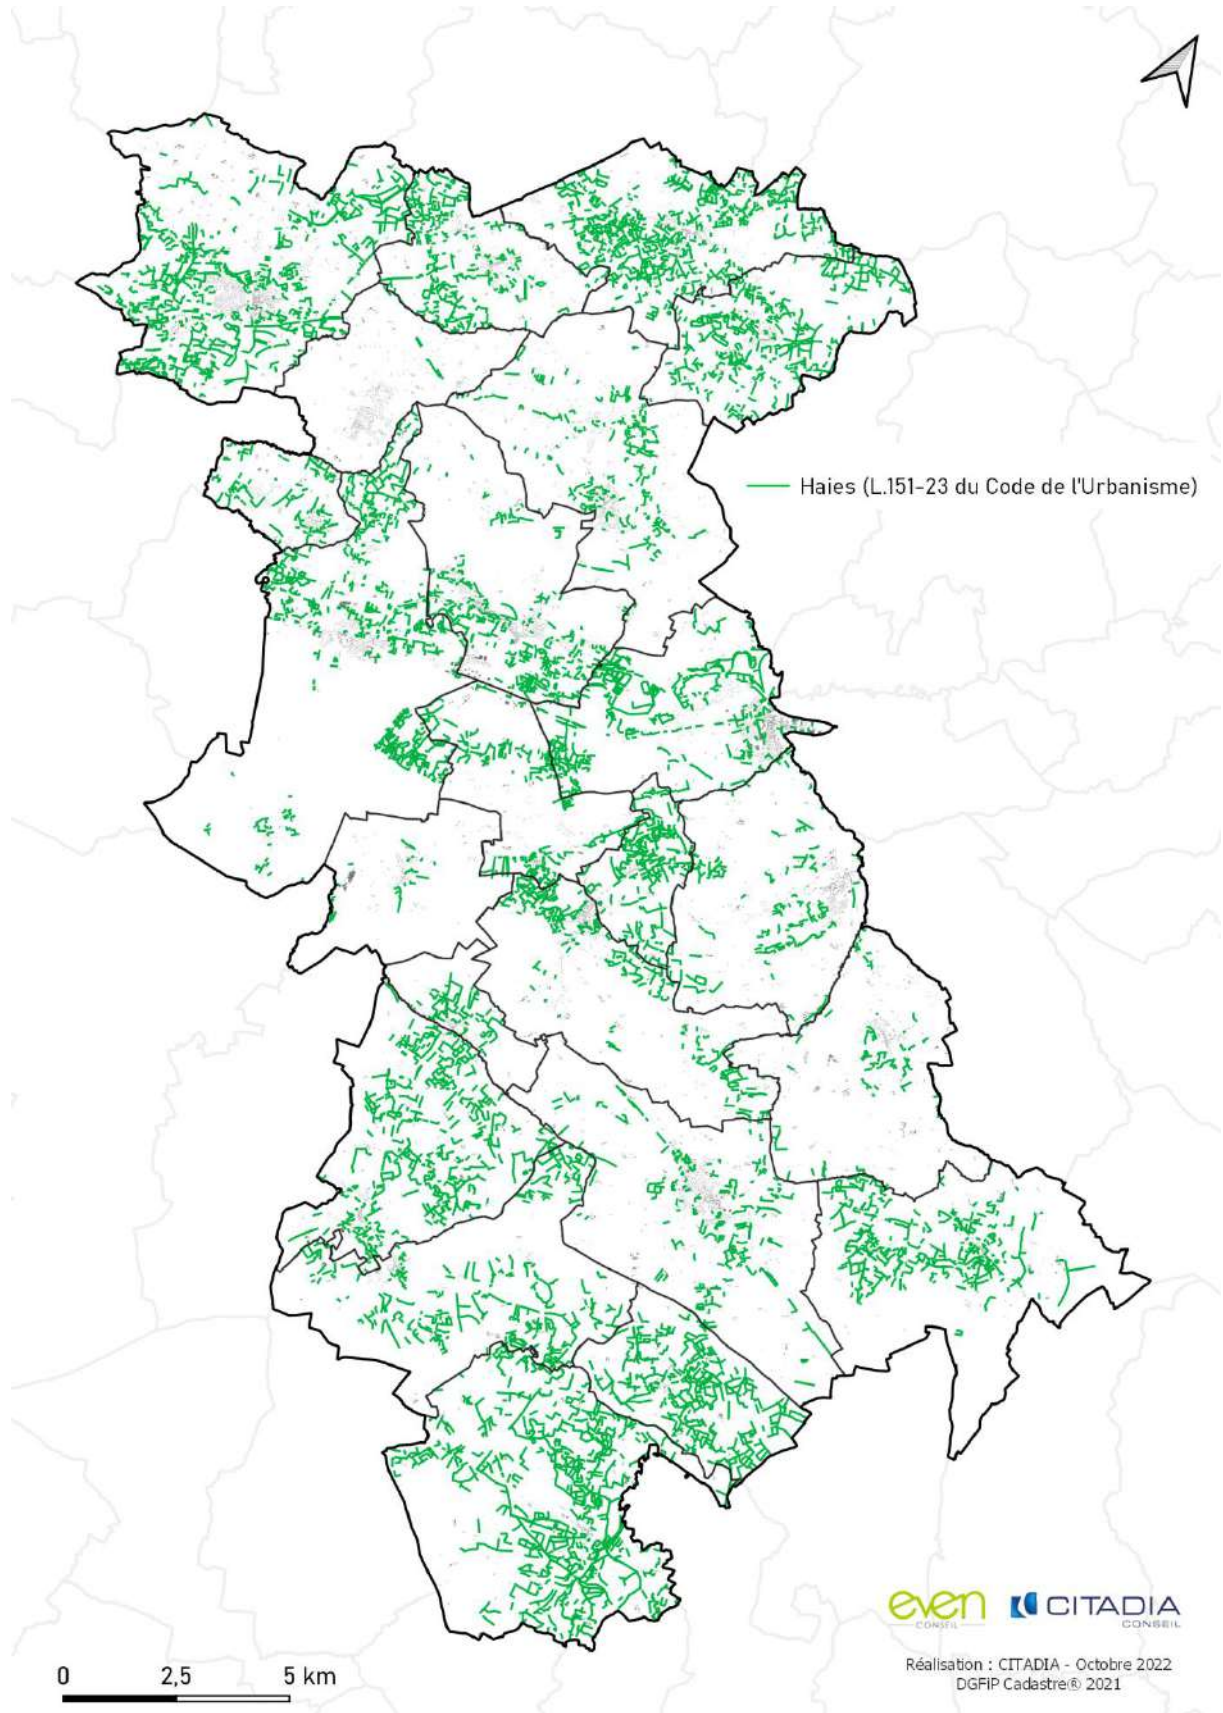 Haies (L.151-23 du Code de l'Urbanisme)
even
CONSEIL
CITADIA
CONSEIL
Réalisation : CITADIA - Octobre 2022
DGFiP Cadastre® 2021
0 2,5 5 km